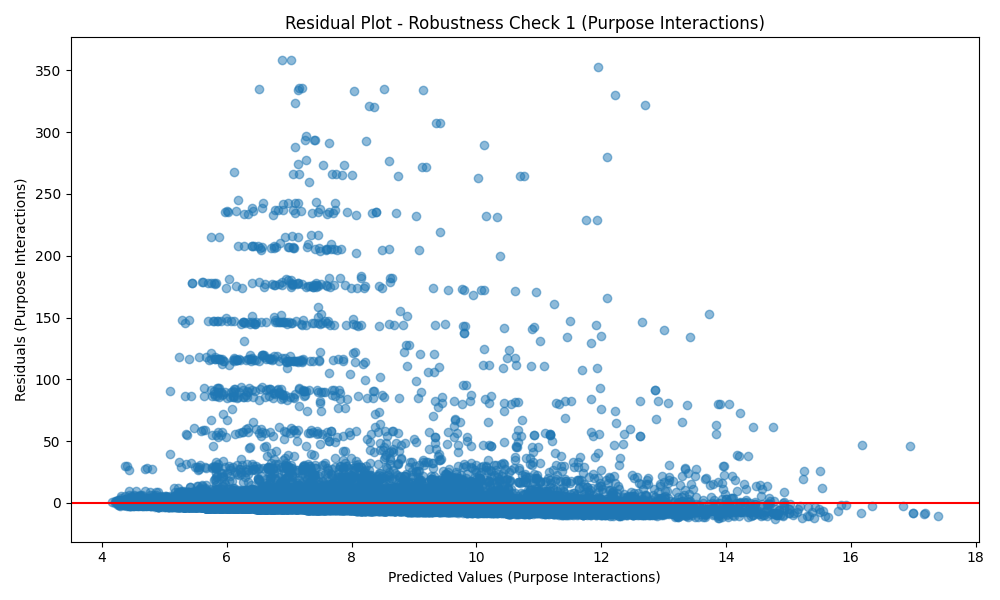 Residual Plot - Robustness Check 1 (Purpose Interactions)
Residuals (Purpose Interactions)
350
300
250
200
150
100
50
0
4 6 8 10 12 14 16 18
Predicted Values (Purpose Interactions)